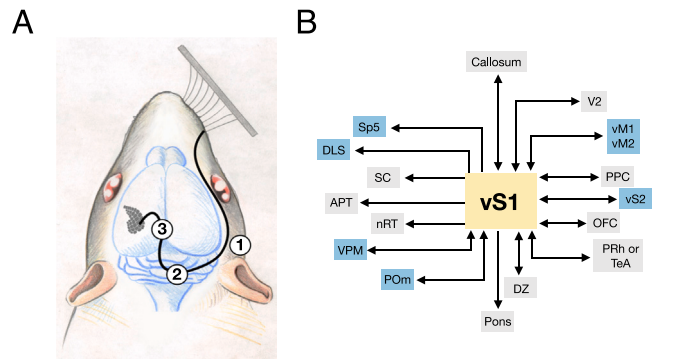 A
B
1
2
3
Callosum
V2
Sp5
vM1
vM2
DLS
SC
PPC
vS2
APT
vS1
nRT
OFC
VPM
PRh or
TeA
POm
DZ
Pons